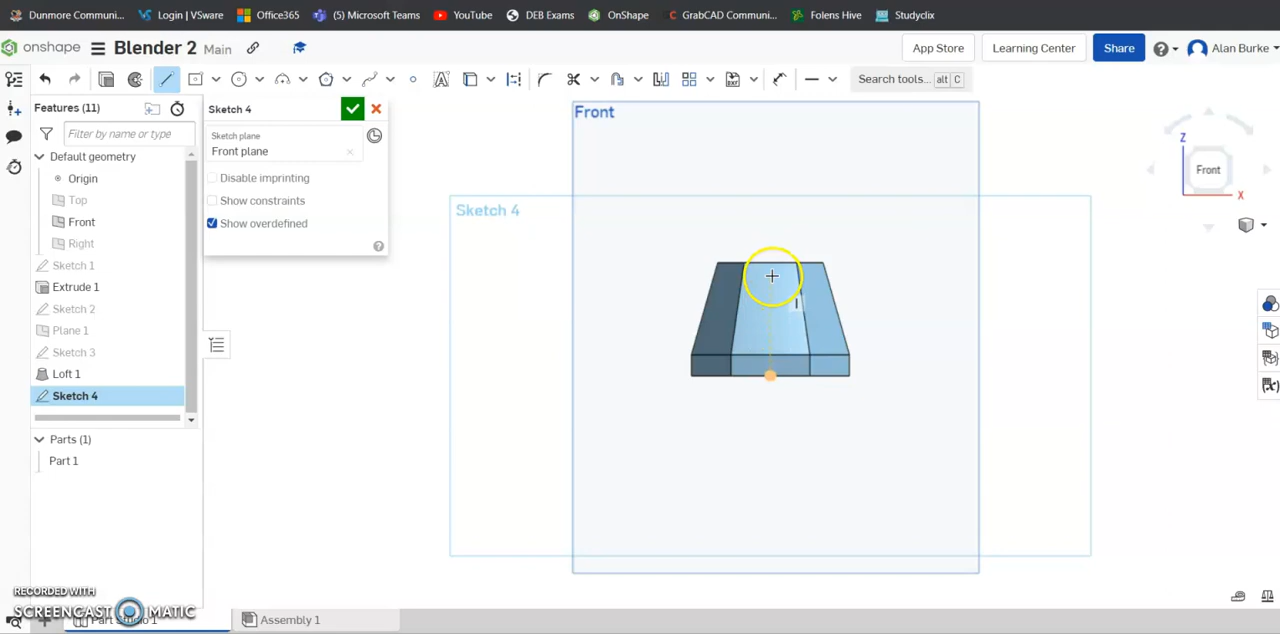 Dunmore Communi...
Login | VSware
Office365
(5) Microsoft Teams
YouTube
DEB Exams
OnShape
GrabCAD Communi...
Folens Hive
Studyclix
onshape
Blender 2
Main
App Store
Learning Center
Share
Alan Burke
Search tools...
alt
C
Features (11)
Filter by name or type
Default geometry
Origin
Top
Front
Right
Sketch 1
Extrude 1
Sketch 2
Plane 1
Sketch 3
Loft 1
Sketch 4
Parts (1)
Part 1
Sketch 4
Sketch plane
Front plane
Disable imprinting
Show constraints
Show overdefined
Front
Sketch 4
Z
Front
X
RECORDED WITH
SCREENCAST MATIC
Part Studio 1
Assembly 1